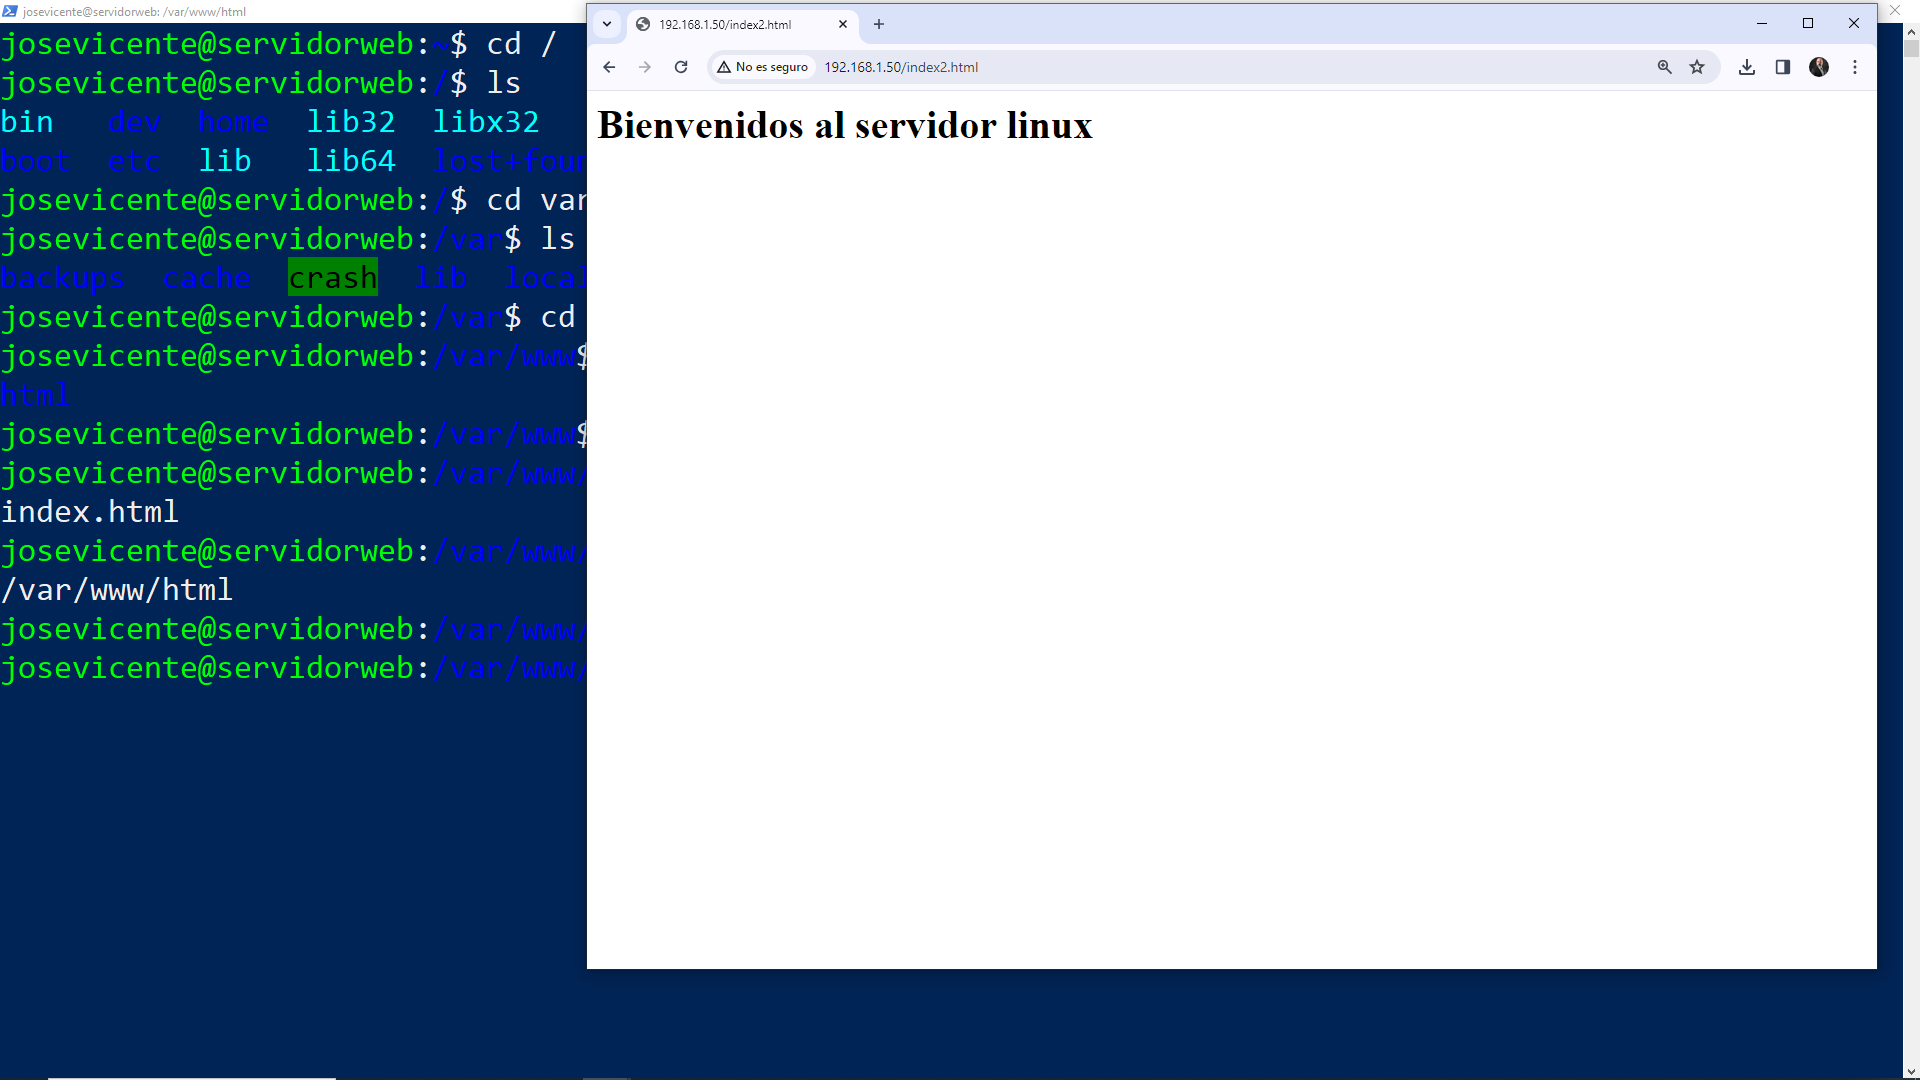 josevicente@servidorweb: /var/www/html
josevicente@servidorweb:~$ cd /
josevicente@servidorweb:/$ ls
bin dev home lib32 libx32
boot etc lib lib64 lost+foun
josevicente@servidorweb:/$ cd var
josevicente@servidorweb:/var$ ls
backups cache crash lib local
josevicente@servidorweb:/var$ cd
josevicente@servidorweb:/var/www$
html
josevicente@servidorweb:/var/www$
josevicente@servidorweb:/var/www/
index.html
josevicente@servidorweb:/var/www/
/var/www/html
josevicente@servidorweb:/var/www/
josevicente@servidorweb:/var/www/
192.168.1.50/index2.html
No es seguro 192.168.1.50/index2.html
Bienvenidos al servidor linux